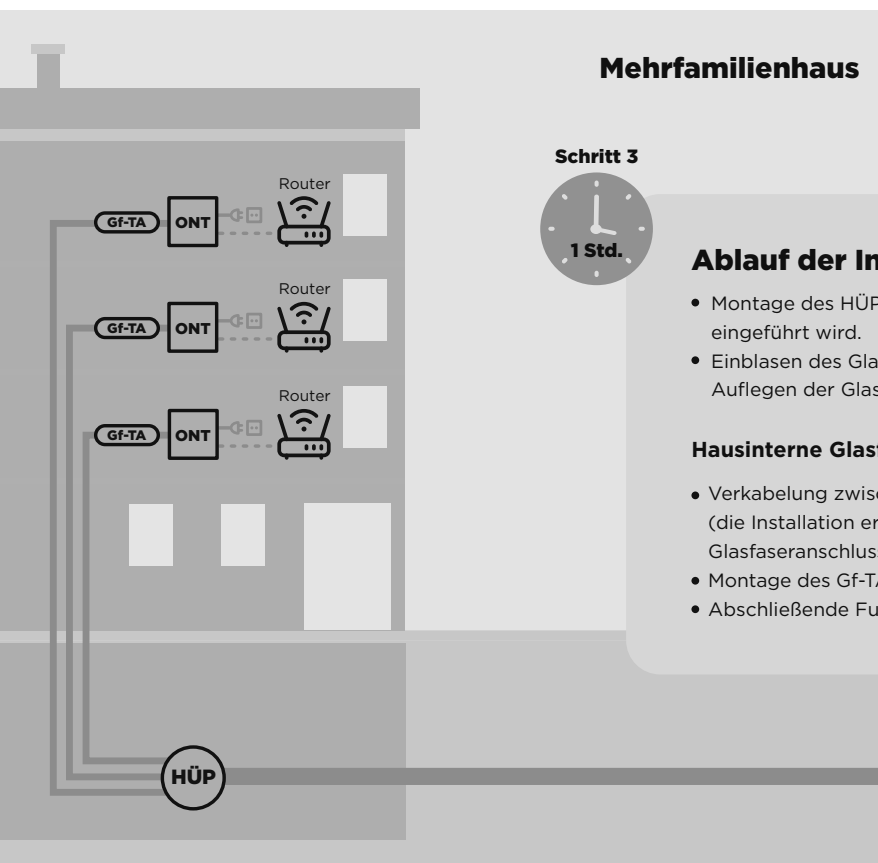 Mehrfamilienhaus
Schritt 3
1 Std.
Router
Gf-TA
ONT
Router
Gf-TA
ONT
Router
Gf-TA
ONT
HÜP
Ablauf der In
Montage des HÜP
eingeführt wird.
Einblasen des Gla
Auflegen der Glas
Hausinterne Glas
Verkabelung zwis
(die Installation er
Glasfaseranschlus
Montage des Gf-TA
Abschließende Fu